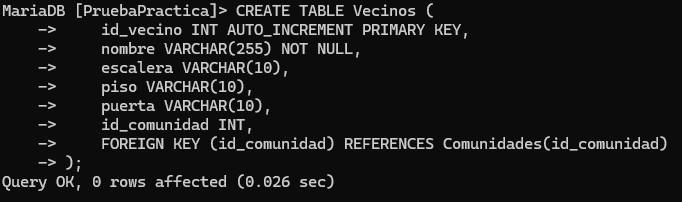 MariaDB [PruebaPractica]> CREATE TABLE Vecinos (
    ->     id_vecino INT AUTO_INCREMENT PRIMARY KEY,
    ->     nombre VARCHAR(255) NOT NULL,
    ->     escalera VARCHAR(10),
    ->     piso VARCHAR(10),
    ->     puerta VARCHAR(10),
    ->     id_comunidad INT,
    ->     FOREIGN KEY (id_comunidad) REFERENCES Comunidades(id_comunidad)
    -> );
Query OK, 0 rows affected (0.026 sec)